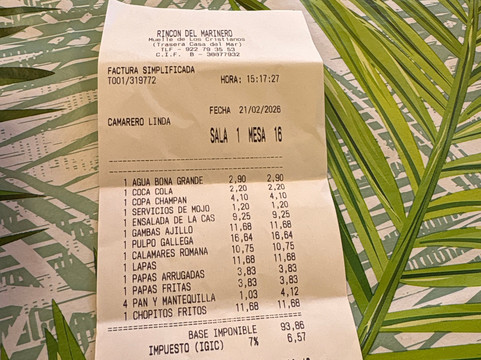 RINCON DEL MARINERO
Muelle de Los Cristianos
(Trasera Casa del Mar)
TLF - 922 79 35 53
C.I.F. B - 38877932
FACTURA SIMPLIFICADA
T001/319772 HORA: 15:17:27
FECHA 21/02/2026
CAMARERO LINDA
SALA 1 MESA 16
1 AGUA BONA GRANDE 2,90 2,90
1 COCA COLA 2,20 2,20
1 COPA CHAMPAN 4,10 4,10
1 SERVICIOS DE MOJO 1,20 1,20
1 ENSALADA DE LA CAS 9,25 9,25
1 GAMBAS AJILLO 11,68 11,68
1 PULPO GALLEGA 16,64 16,64
1 CALAMARES ROMANA 10,75 10,75
1 LAPAS 11,68 11,68
1 PAPAS ARRUGADAS 3,83 3,83
1 PAPAS FRITAS 3,83 3,83
4 PAN Y MANTEQUILLA 1,03 4,12
1 CHOPITOS FRITOS 11,68 11,68
BASE IMPONIBLE 93,86
IMPUESTO (IGIC) 7% 6,57